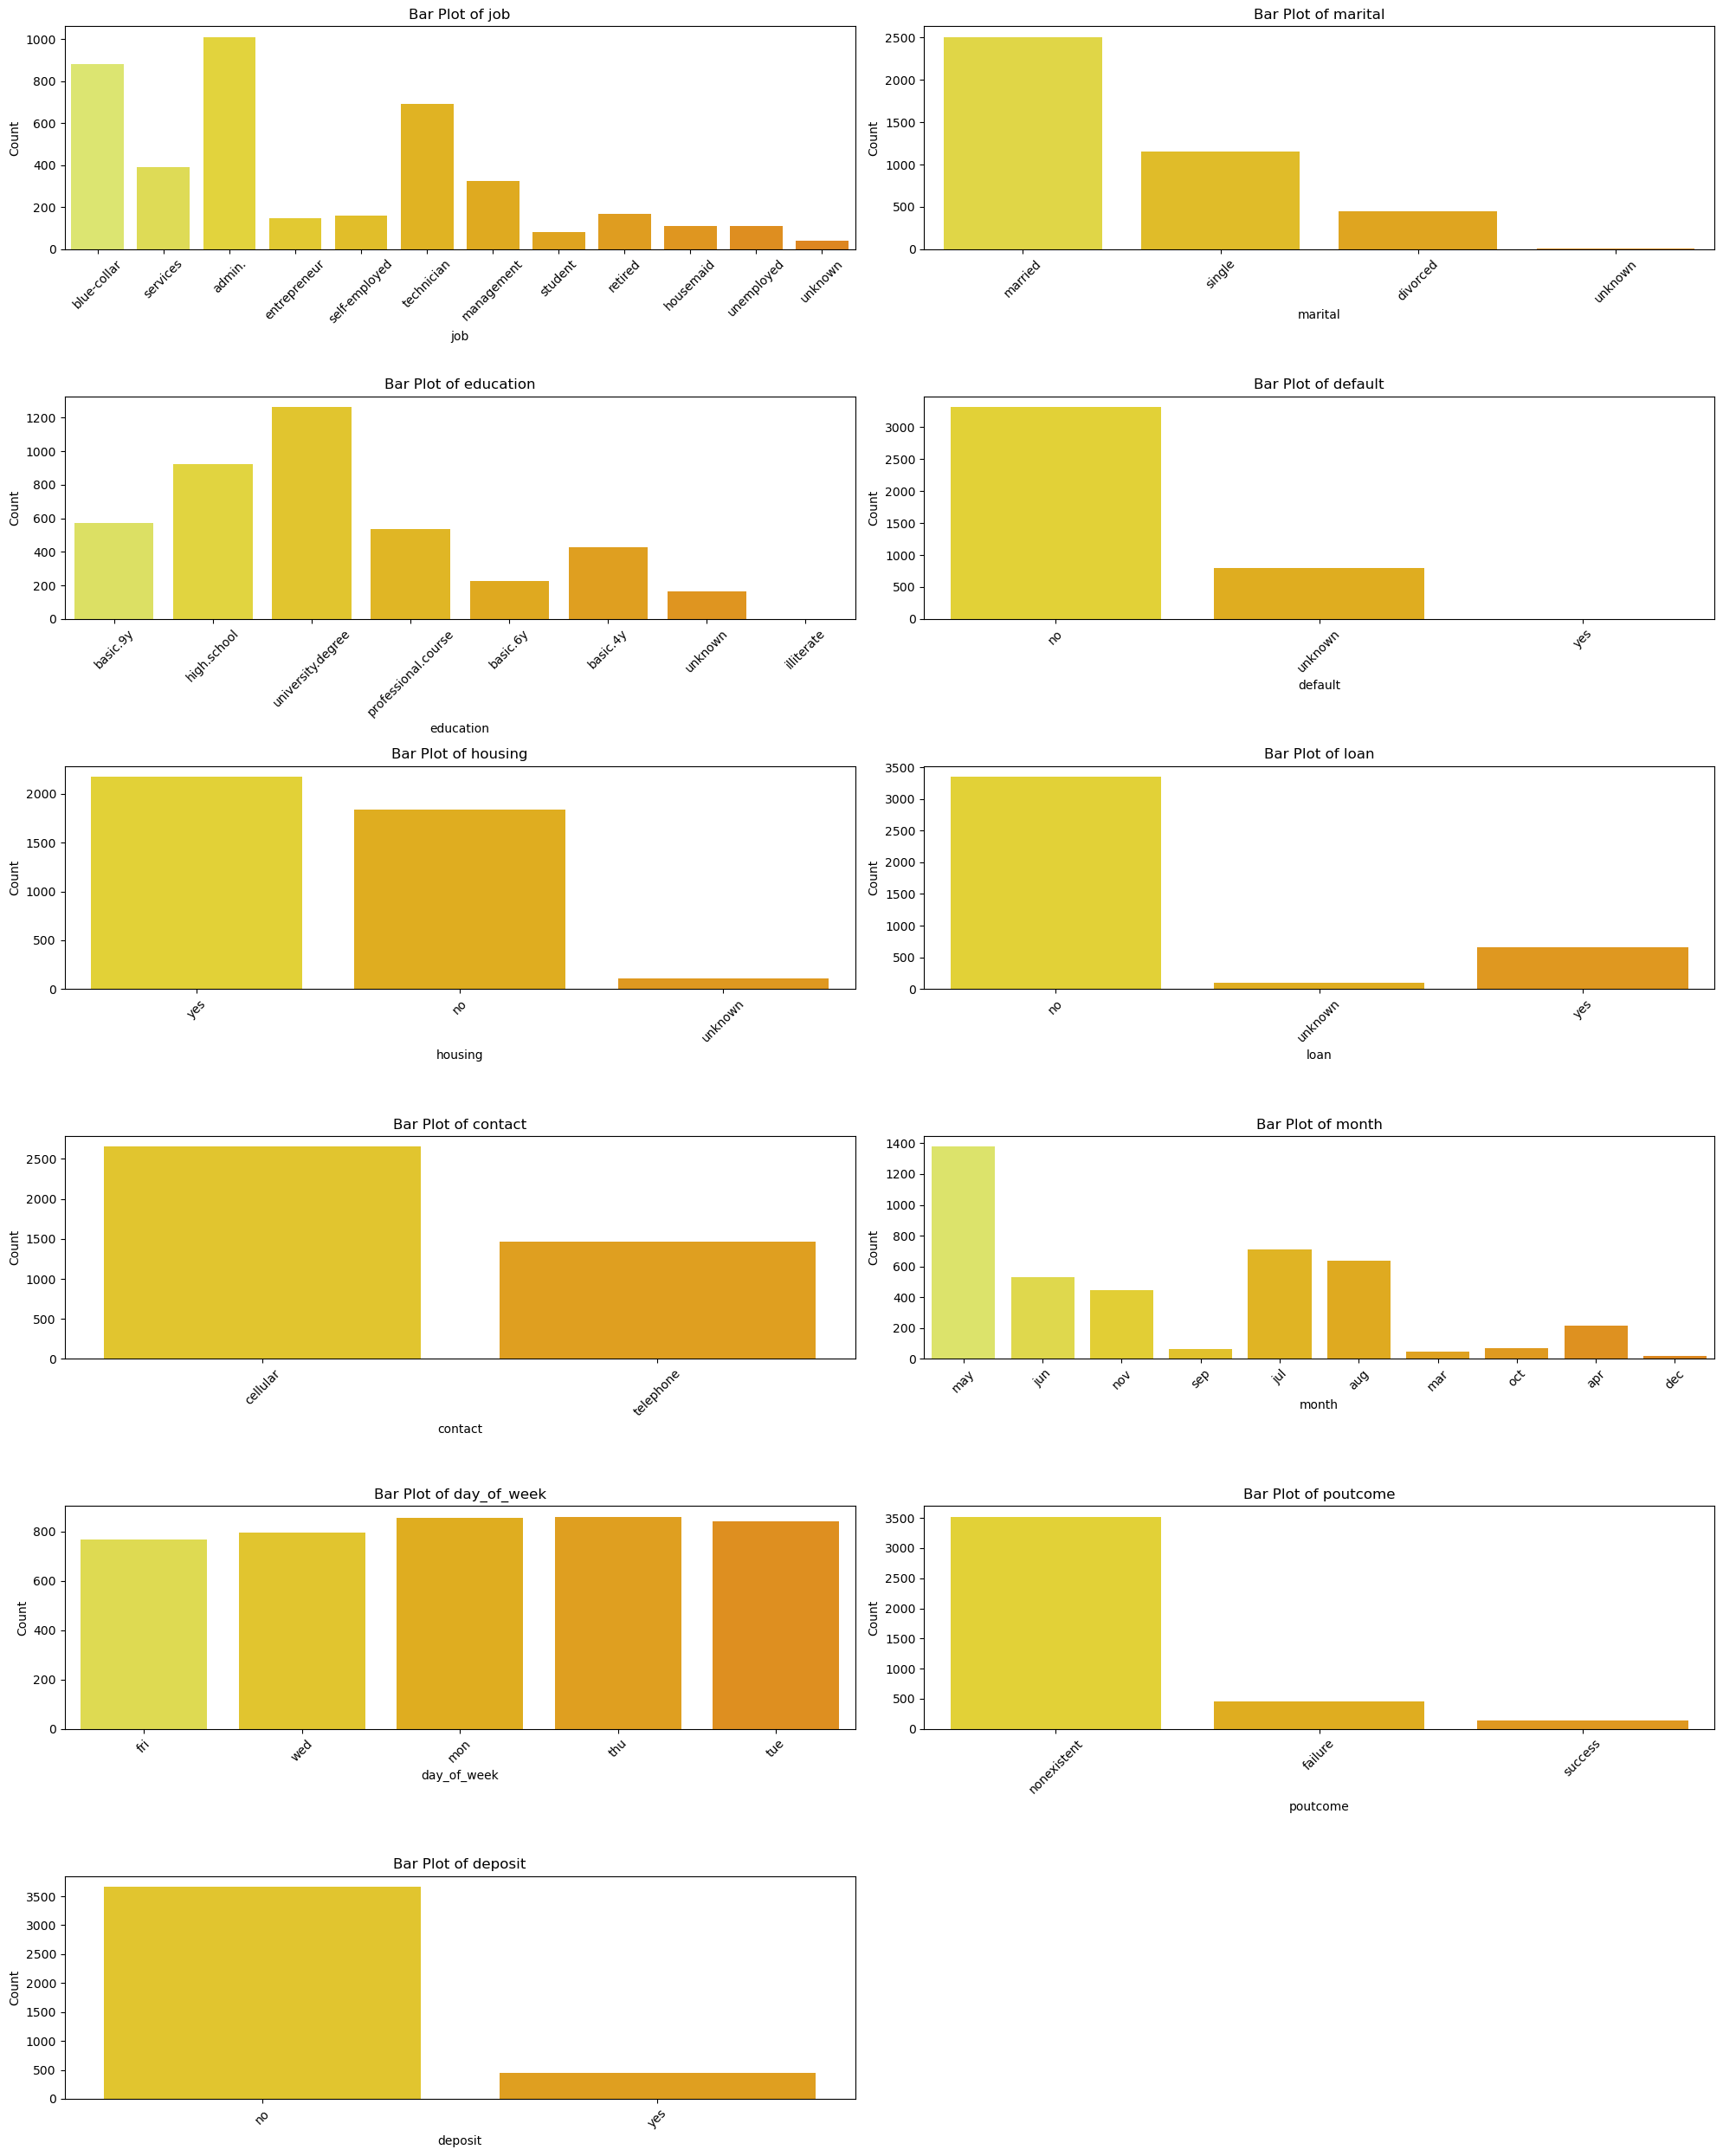 Bar Plot of job
Count
1000
800
600
400
200
0
blue-collar
services
admin.
entrepreneur
self-employed
technician
management
student
retired
housemaid
unemployed
unknown
job
Bar Plot of marital
Count
2500
2000
1500
1000
500
0
married
single
divorced
unknown
marital
Bar Plot of education
Count
1200
1000
800
600
400
200
0
basic.9y
high.school
university.degree
professional.course
basic.6y
basic.4y
unknown
illiterate
education
Bar Plot of default
Count
3000
2500
2000
1500
1000
500
0
no
unknown
yes
default
Bar Plot of housing
Count
2000
1500
1000
500
0
yes
no
unknown
housing
Bar Plot of loan
Count
3500
3000
2500
2000
1500
1000
500
0
no
unknown
yes
loan
Bar Plot of contact
Count
2500
2000
1500
1000
500
0
cellular
telephone
contact
Bar Plot of month
Count
1400
1200
1000
800
600
400
200
0
may
jun
nov
sep
jul
aug
mar
oct
apr
dec
month
Bar Plot of day_of_week
Count
800
600
400
200
0
fri
wed
mon
thu
tue
day_of_week
Bar Plot of poutcome
Count
3500
3000
2500
2000
1500
1000
500
0
nonexistent
failure
success
poutcome
Bar Plot of deposit
Count
3500
3000
2500
2000
1500
1000
500
0
no
yes
deposit